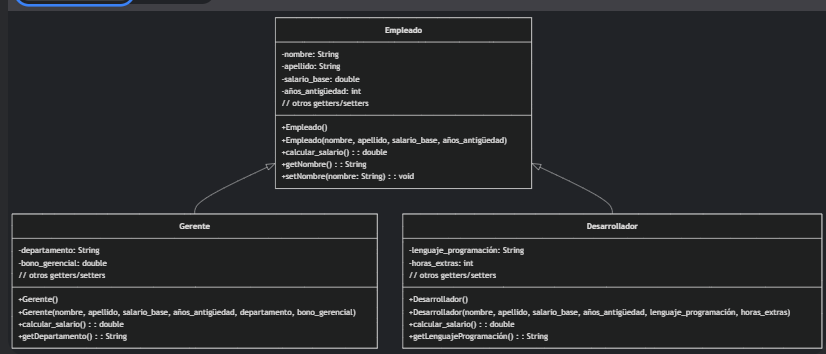 Empleado
-nombre: String
-apellido: String
-salario_base: double
-años_antigüedad: int
// otros getters/setters
+Empleado()
+Empleado(nombre, apellido, salario_base, años_antigüedad)
+calcular_salario() : : double
+getNombre() : : String
+setNombre(nombre: String) : : void
Gerente
-departamento: String
-bono_gerencial: double
// otros getters/setters
+Gerente()
+Gerente(nombre, apellido, salario_base, años_antigüedad, departamento, bono_gerencial)
+calcular_salario() : : double
+getDepartamento() : : String
Desarrollador
-lenguaje_programación: String
-horas_extras: int
// otros getters/setters
+Desarrollador()
+Desarrollador(nombre, apellido, salario_base, años_antigüedad, lenguaje_programación, horas_extras)
+calcular_salario() : : double
+getLenguajeProgramación() : : String